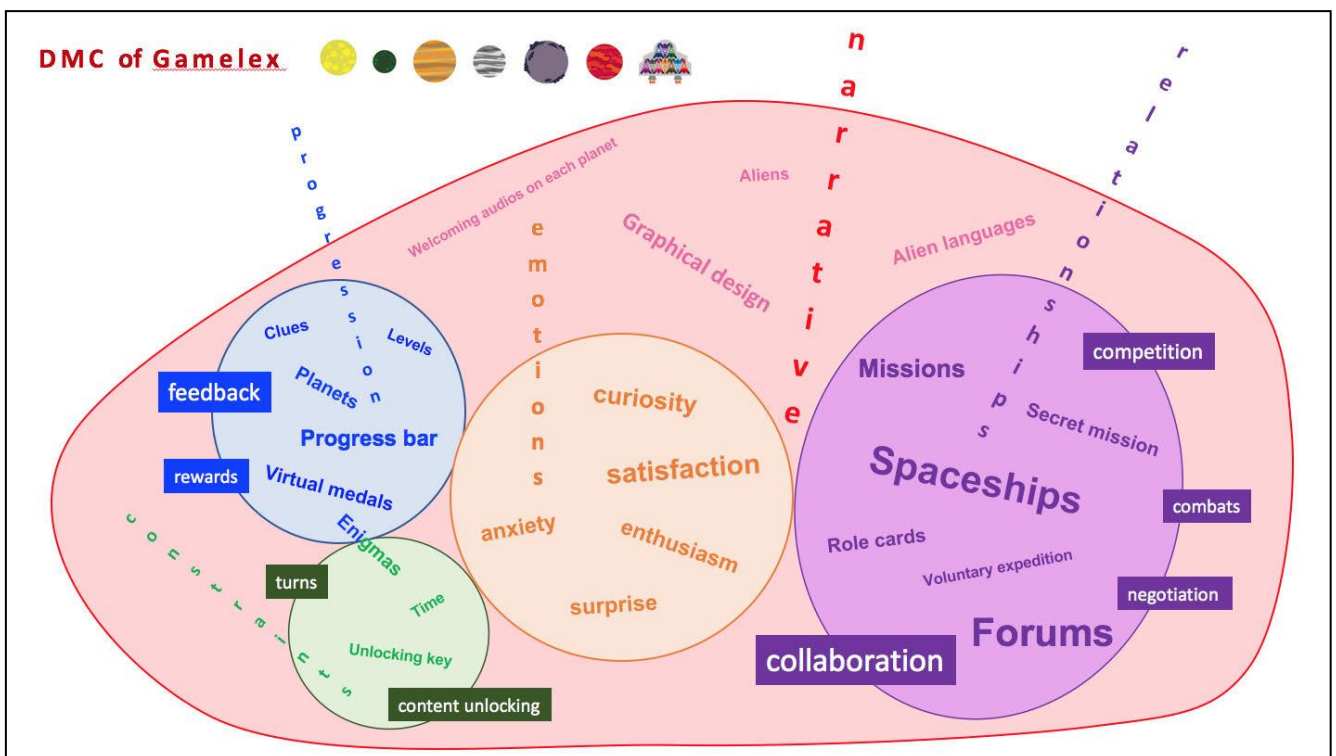 DMC of Gamelex
narrative
relationships
progression
Welcoming audios on each planet
Aliens
emotions
Graphical design
Alien languages
Clues
Levels
feedback
Planets
Progress bar
rewards
Virtual medals
Enigmas
constraints
turns
Time
Unlocking key
content unlocking
curiosity
satisfaction
anxiety
enthusiasm
surprise
Missions
competition
Secret mission
Spaceships
combats
Role cards
Voluntary expedition
negotiation
Forums
collaboration